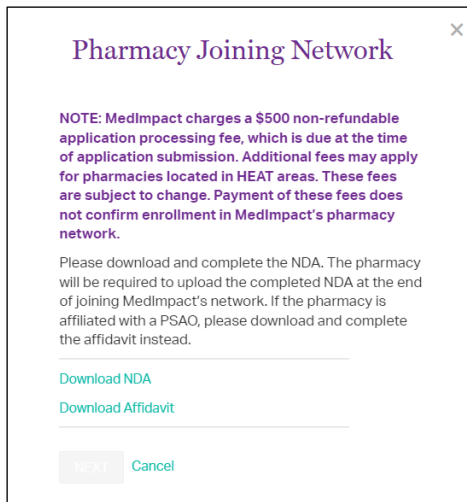 ×
Pharmacy Joining Network
NOTE: MedImpact charges a $500 non-refundable
application processing fee, which is due at the time
of application submission. Additional fees may apply
for pharmacies located in HEAT areas. These fees
are subject to change. Payment of these fees does
not confirm enrollment in MedImpact's pharmacy
network.
Please download and complete the NDA. The pharmacy
will be required to upload the completed NDA at the end
of joining MedImpact's network. If the pharmacy is
affiliated with a PSAO, please download and complete
the affidavit instead.
Download NDA
Download Affidavit
NEXT Cancel